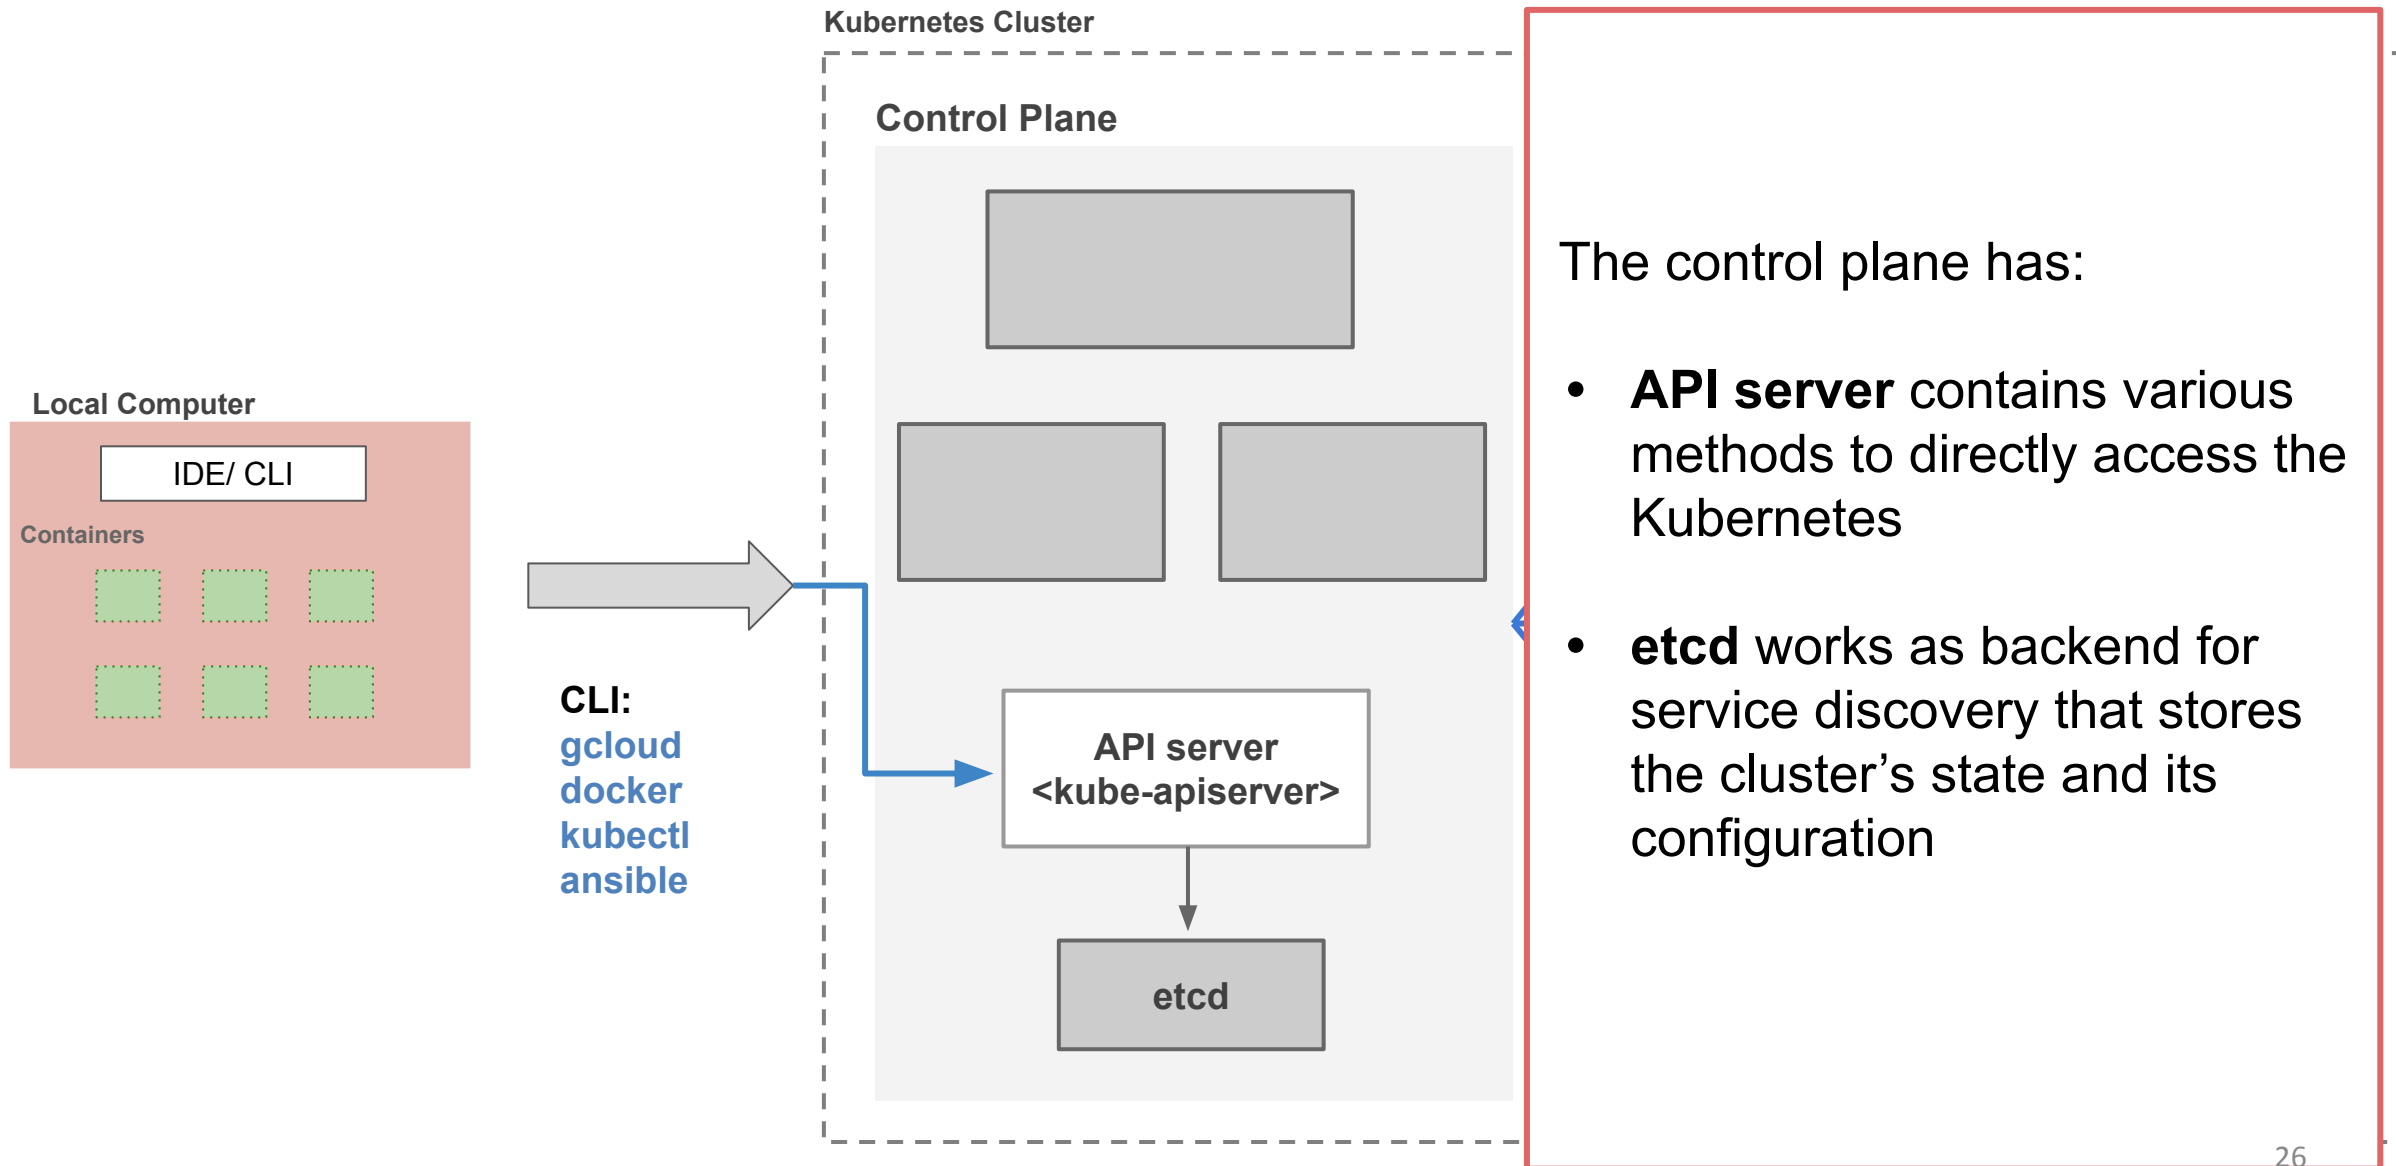 Kubernetes Cluster
Control Plane
Local Computer
IDE/ CLI
Containers
CLI:
gcloud
docker
kubectl
ansible
API server
<kube-apiserver>
etcd
The control plane has:
• API server contains various
methods to directly access the
Kubernetes
• etcd works as backend for
service discovery that stores
the cluster’s state and its
configuration
26